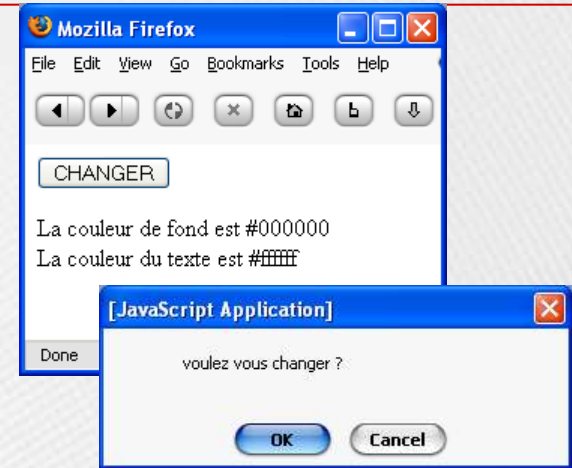 Mozilla Firefox
File Edit View Go Bookmarks Tools Help
CHANGER
La couleur de fond est #000000
La couleur du texte est #ffffff
[JavaScript Application]
Done
voulez vous changer ?
OK Cancel